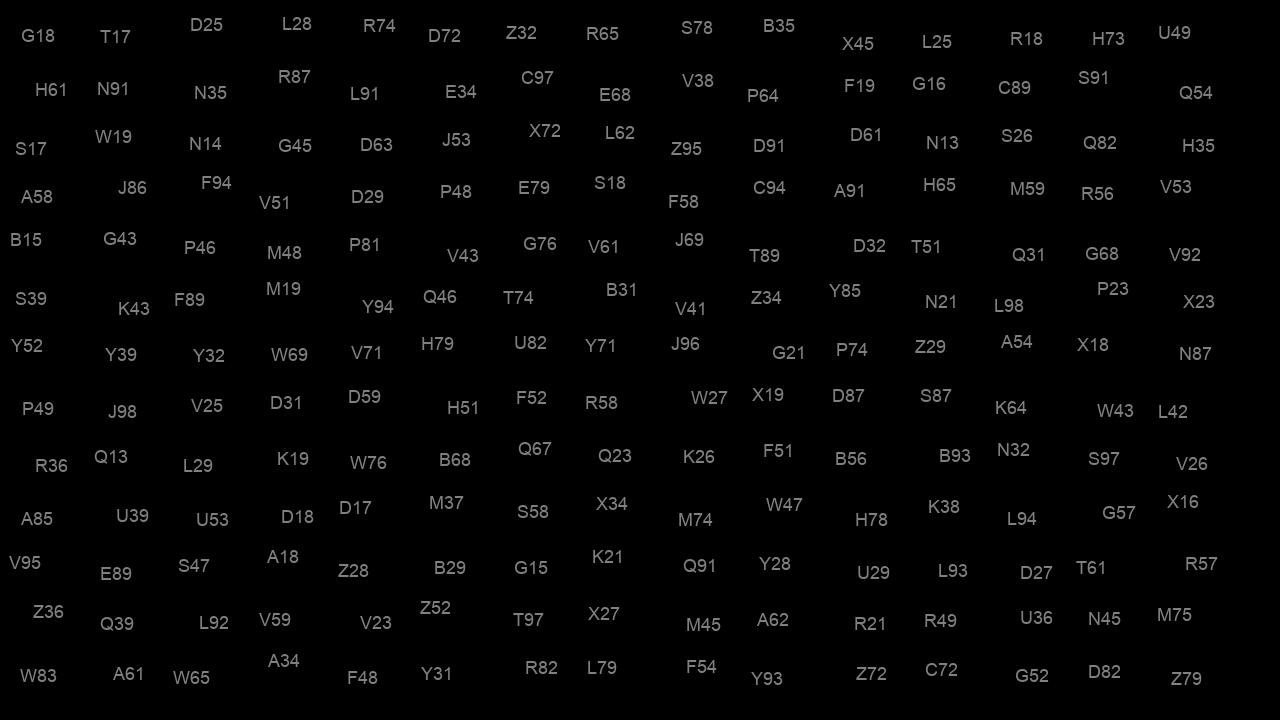 G18 T17 D25 L28 R74 D72 Z32 R65 S78 B35 X45 L25 R18 H73 U49
H61 N91 N35 R87 L91 E34 C97 E68 V38 P64 F19 G16 C89 S91 Q54
S17 W19 N14 G45 D63 J53 X72 L62 Z95 D91 D61 N13 S26 Q82 H35
A58 J86 F94 V51 D29 P48 E79 S18 F58 C94 A91 H65 M59 R56 V53
B15 G43 P46 M48 P81 V43 G76 V61 J69 T89 D32 T51 Q31 G68 V92
S39 K43 F89 M19 Y94 Q46 T74 B31 V41 Z34 Y85 N21 L98 P23 X23
Y52 Y39 Y32 W69 V71 H79 U82 Y71 J96 G21 P74 Z29 A54 X18 N87
P49 J98 V25 D31 D59 H51 F52 R58 W27 X19 D87 S87 K64 W43 L42
R36 Q13 L29 K19 W76 B68 Q67 Q23 K26 F51 B56 B93 N32 S97 V26
A85 U39 U53 D18 D17 M37 S58 X34 M74 W47 H78 K38 L94 G57 X16
V95 E89 S47 A18 Z28 B29 G15 K21 Q91 Y28 U29 L93 D27 T61 R57
Z36 Q39 L92 V59 V23 Z52 T97 X27 M45 A62 R21 R49 U36 N45 M75
W83 A61 W65 A34 F48 Y31 R82 L79 F54 Y93 Z72 C72 G52 D82 Z79